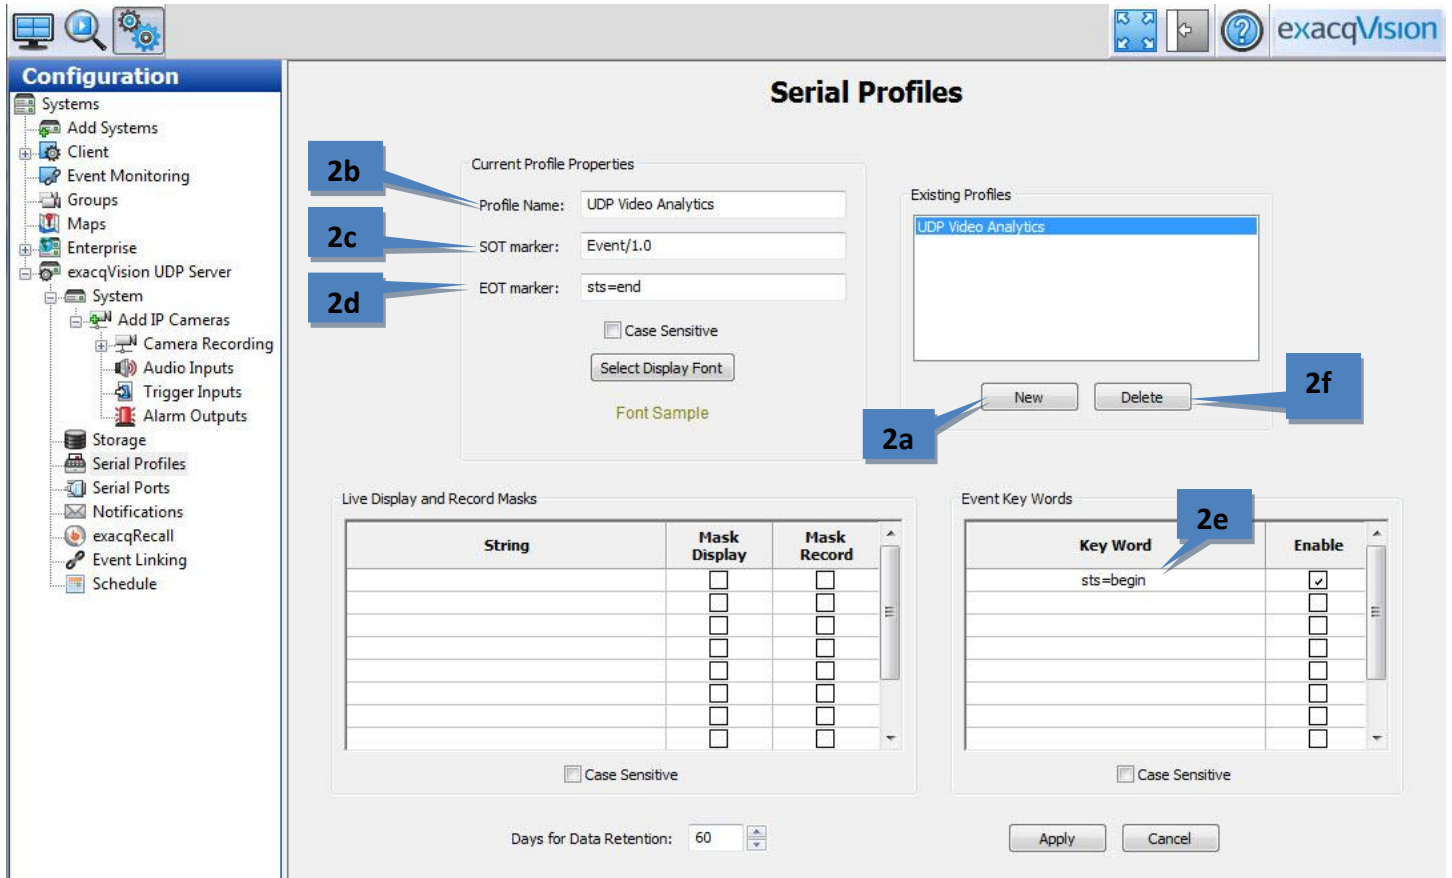 exacqVision
Configuration
Systems
Add Systems
Client
Event Monitoring
Groups
Maps
Enterprise
exacqVision UDP Server
System
Add IP Cameras
Camera Recording
Audio Inputs
Trigger Inputs
Alarm Outputs
Storage
Serial Profiles
Serial Ports
Notifications
exacqRecall
Event Linking
Schedule
Serial Profiles
Current Profile Properties
2b
Profile Name: UDP Video Analytics
2c
SOT marker: Event/1.0
2d
EOT marker: sts=end
Case Sensitive
Select Display Font
Font Sample
Existing Profiles
UDP Video Analytics
New Delete
2f
2a
Live Display and Record Masks
String Mask Display Mask Record
Case Sensitive
Event Key Words
2e
Key Word Enable
sts=begin
Case Sensitive
Days for Data Retention: 60
Apply Cancel